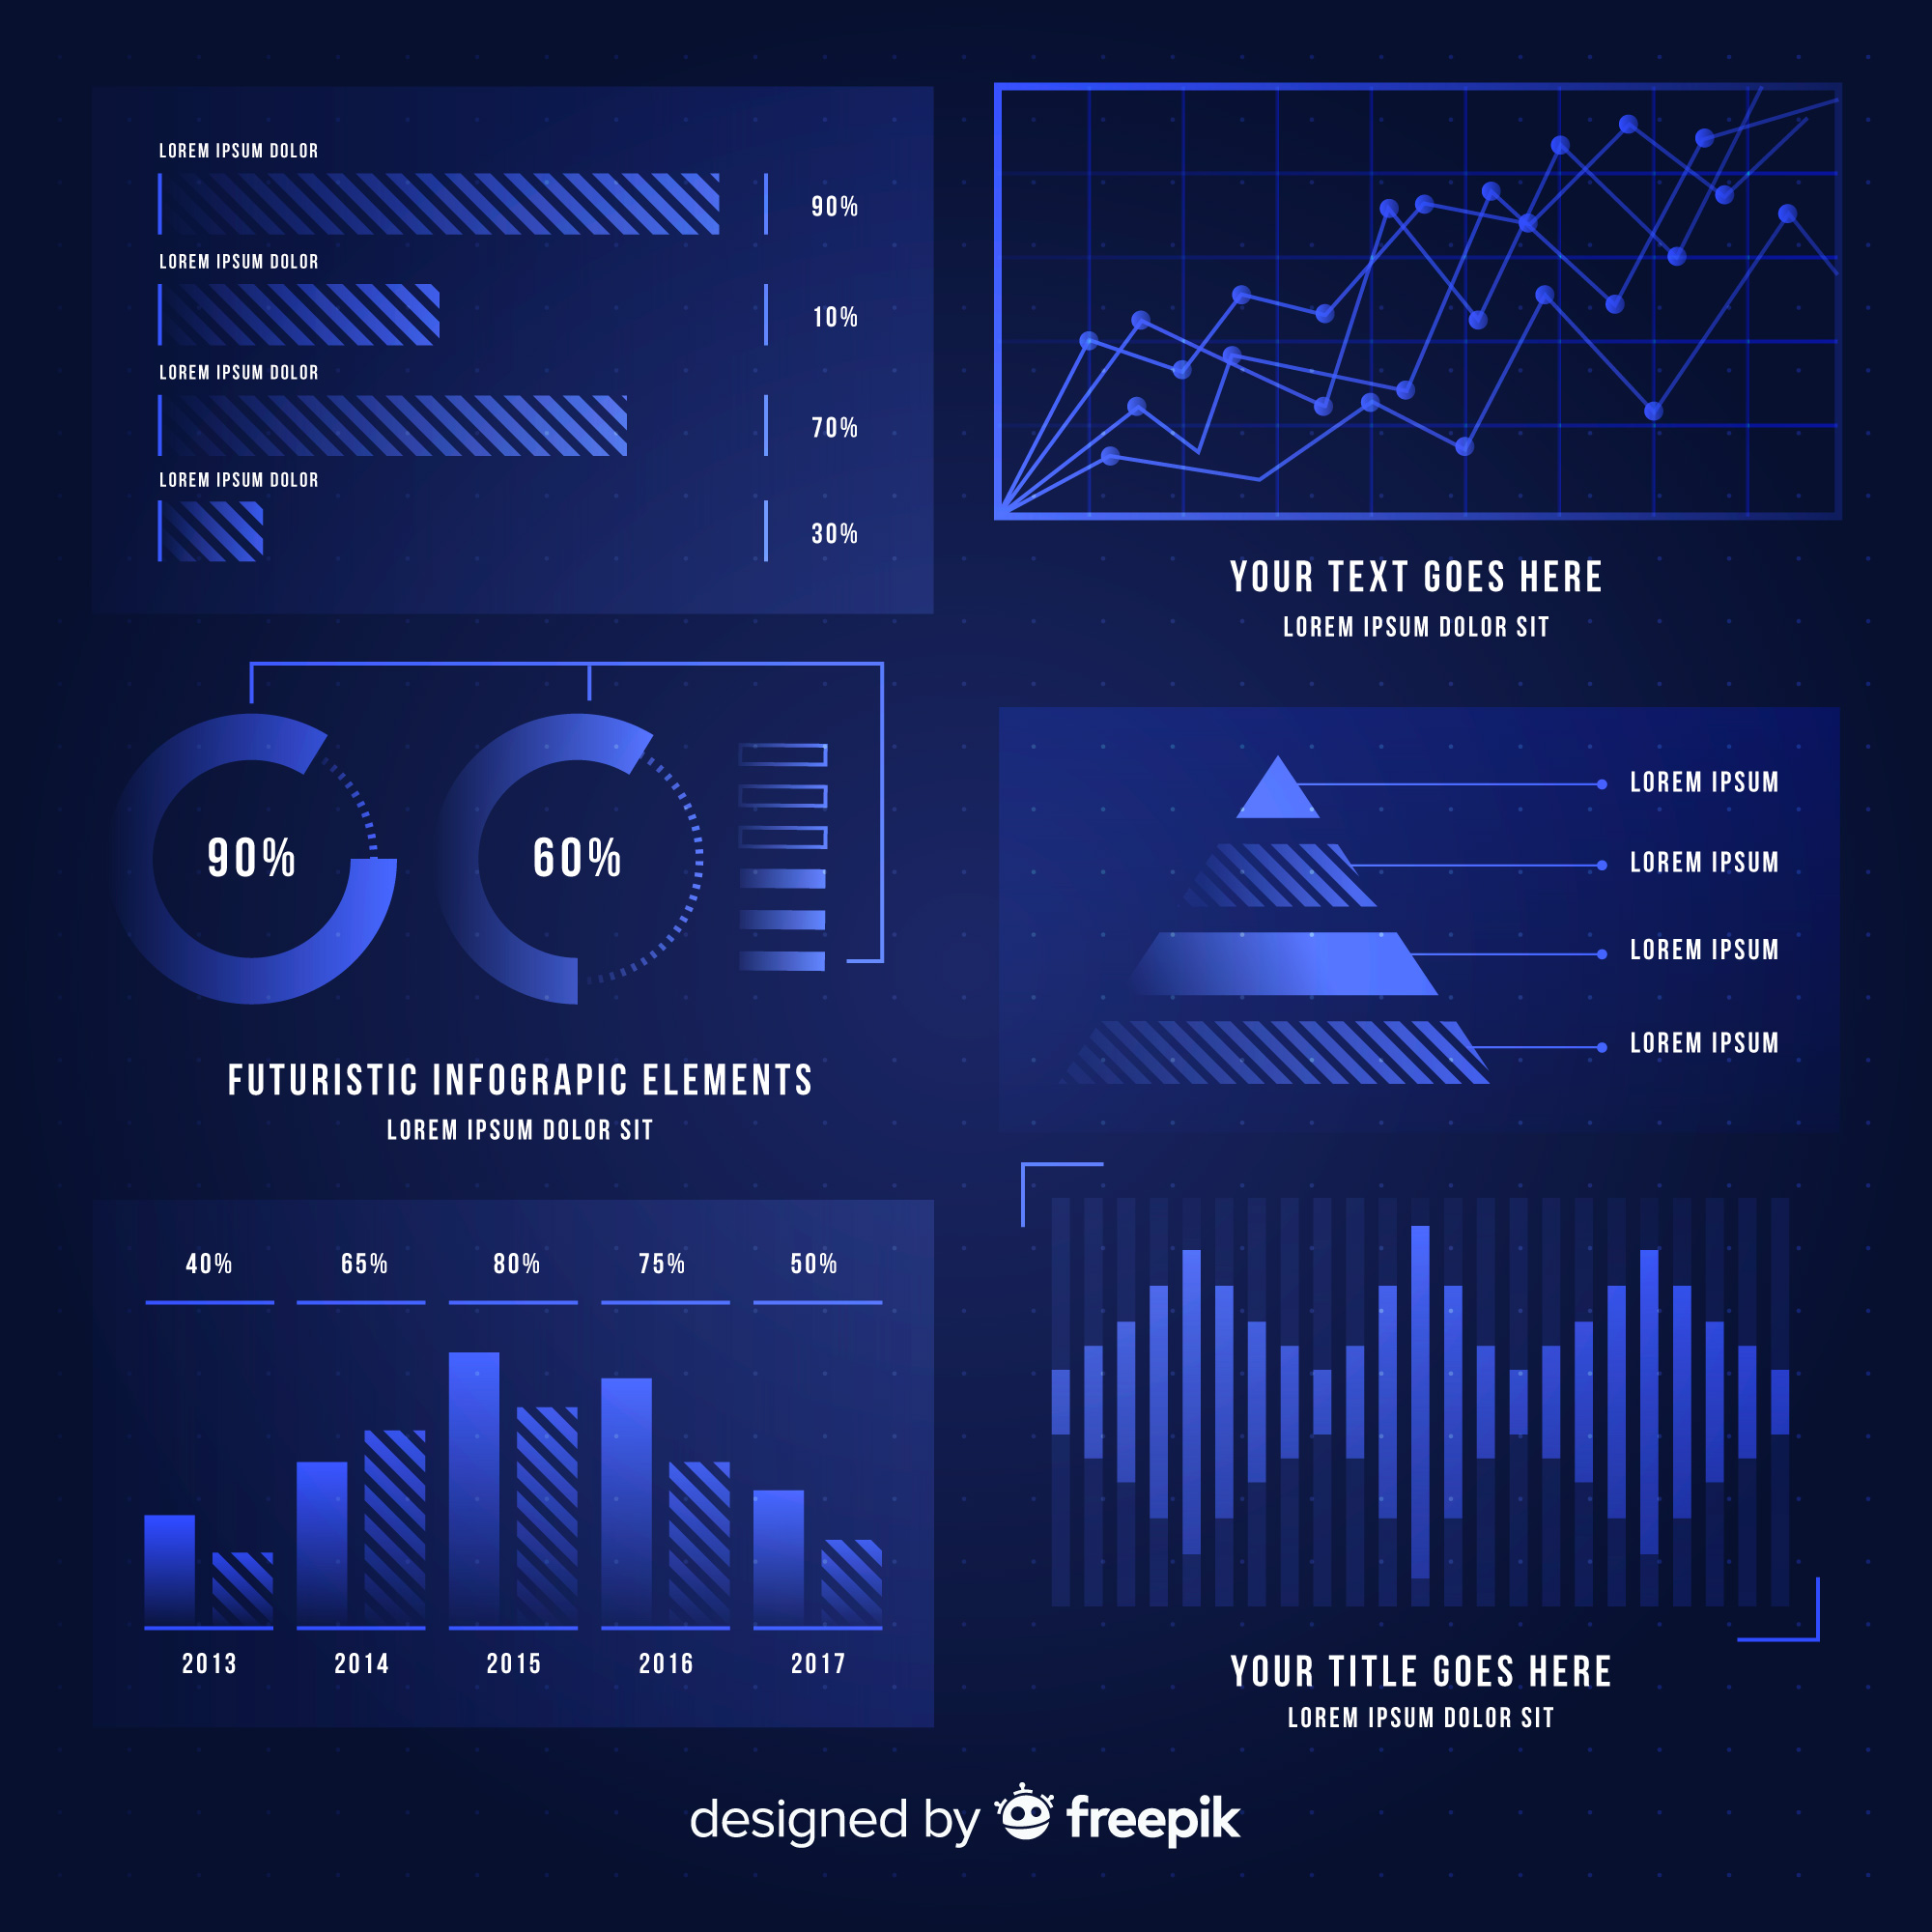 LOREM IPSUM DOLOR
90%
LOREM IPSUM DOLOR
10%
LOREM IPSUM DOLOR
70%
LOREM IPSUM DOLOR
30%
YOUR TEXT GOES HERE
LOREM IPSUM DOLOR SIT
90%
60%
FUTURISTIC INFOGRAPIC ELEMENTS
LOREM IPSUM DOLOR SIT
LOREM IPSUM
LOREM IPSUM
LOREM IPSUM
LOREM IPSUM
40% 65% 80% 75% 50%
2013 2014 2015 2016 2017
YOUR TITLE GOES HERE
LOREM IPSUM DOLOR SIT
designed by freepik